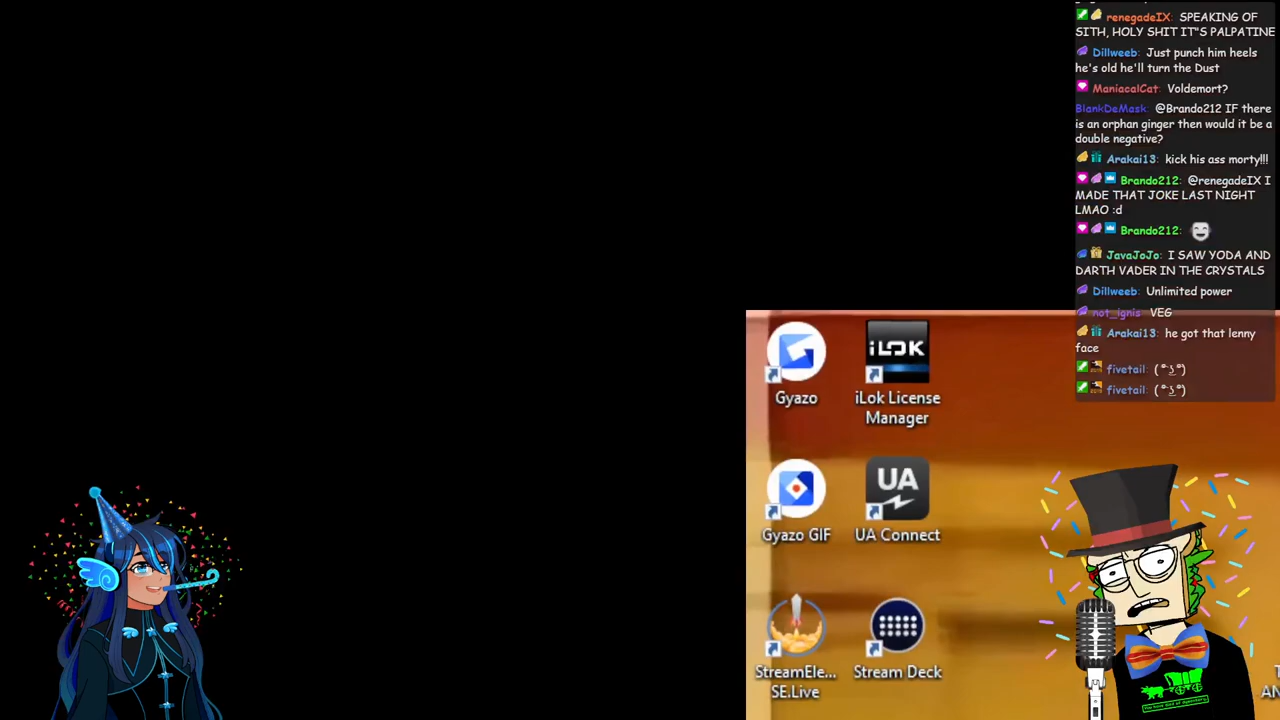 renegadeIX: SPEAKING OF
SITH, HOLY SHIT IT"S PALPATINE
Dillweeb: Just punch him heels
he's old he'll turn the Dust
ManiacalCat: Voldemort?
BlankDeMask: @Brando212 IF there
is an orphan ginger then would it be a
double negative?
Arakai13: kick his ass morty!!!
Brando212: @renegadeIX I
MADE THAT JOKE LAST NIGHT
LMAO :d
Brando212:
JavaJoJo: I SAW YODA AND
DARTH VADER IN THE CRYSTALS
Dillweeb: Unlimited power
not_ignis VEG
Arakai13: he got that lenny
face
fivetail: ( ͡° ͜ʖ ͡°)
fivetail: ( ͡° ͜ʖ ͡°)
iLOK
Gyazo
iLok License
Manager
UA
Gyazo GIF
UA Connect
StreamEle...
SE.Live
Stream Deck
AN